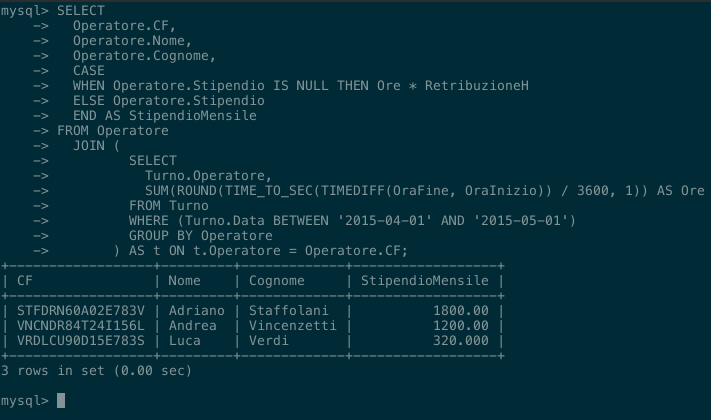 mysql> SELECT
    ->   Operatore.CF,
    ->   Operatore.Nome,
    ->   Operatore.Cognome,
    ->   CASE
    ->   WHEN Operatore.Stipendio IS NULL THEN Ore * RetribuzioneH
    ->   ELSE Operatore.Stipendio
    ->   END AS StipendioMensile
    -> FROM Operatore
    ->   JOIN (
    ->          SELECT
    ->            Turno.Operatore,
    ->            SUM(ROUND(TIME_TO_SEC(TIMEDIFF(OraFine, OraInizio)) / 3600, 1)) AS Ore
    ->          FROM Turno
    ->          WHERE (Turno.Data BETWEEN '2015-04-01' AND '2015-05-01')
    ->          GROUP BY Operatore
    ->        ) AS t ON t.Operatore = Operatore.CF;
+------------------+---------+-------------+------------------+
| CF               | Nome    | Cognome     | StipendioMensile |
+------------------+---------+-------------+------------------+
| STFDRN60A02E783V | Adriano | Staffolani  |          1800.00 |
| VNCNDR84T24I156L | Andrea  | Vincenzetti |          1200.00 |
| VRDLCU90D15E783S | Luca    | Verdi       |          320.000 |
+------------------+---------+-------------+------------------+
3 rows in set (0.00 sec)
mysql>